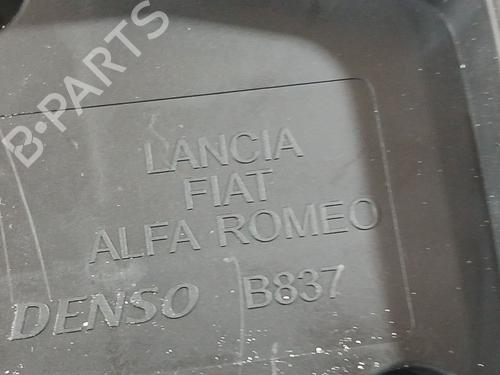 B-PARTS
LANCIA
FIAT
ALFA ROMEO
DENSO B837